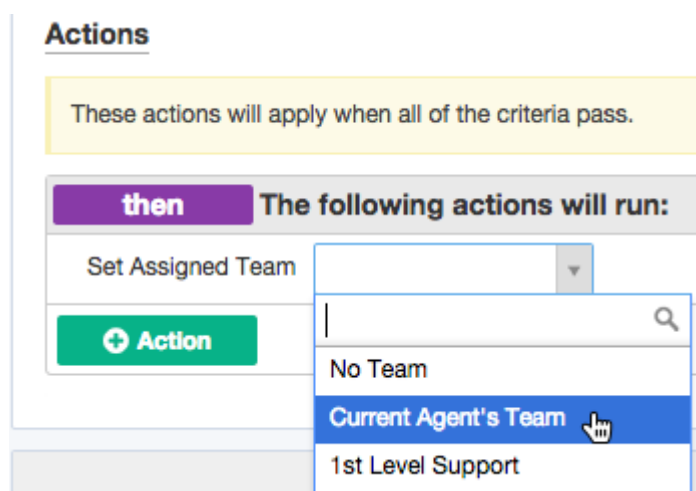 Actions
These actions will apply when all of the criteria pass.
then The following actions will run:
Set Assigned Team
Action
No Team
Current Agent's Team
1st Level Support